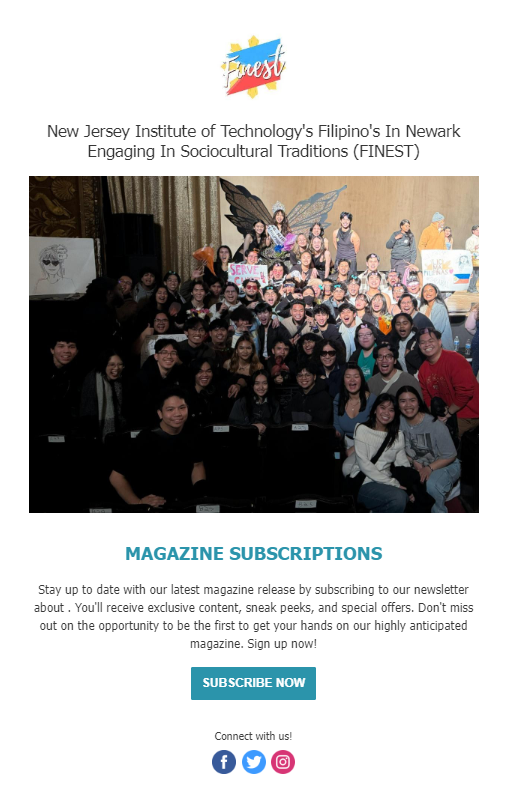 Finest
New Jersey Institute of Technology's Filipino's In Newark
Engaging In Sociocultural Traditions (FINEST)
SERVE
MAGAZINE SUBSCRIPTIONS
Stay up to date with our latest magazine release by subscribing to our newsletter
about . You'll receive exclusive content, sneak peeks, and special offers. Don't miss
out on the opportunity to be the first to get your hands on our highly anticipated
magazine. Sign up now!
SUBSCRIBE NOW
Connect with us!